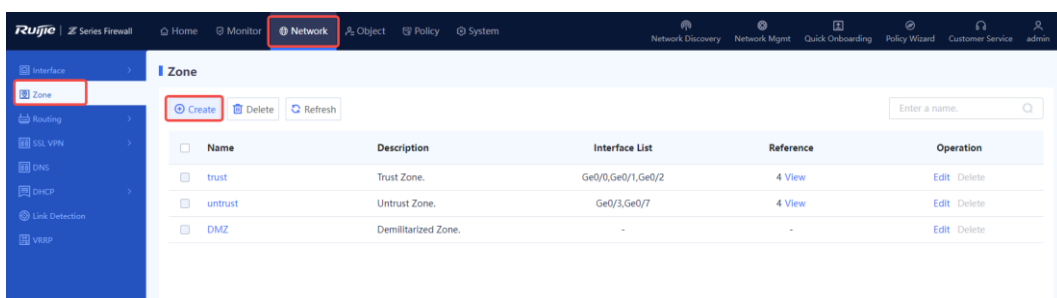 Ruijie | Z Series Firewall Home Monitor Network Object Policy System Network Discovery Network Mgmt Quick Onboarding Policy Wizard Customer Service admin
Interface
Zone
Routing
SSL VPN
DNS
DHCP
Link Detection
VRRP
Zone
Create Delete Refresh Enter a name.
Name Description Interface List Reference Operation
trust Trust Zone. Ge0/0,Ge0/1,Ge0/2 4 View Edit Delete
untrust Untrust Zone. Ge0/3,Ge0/7 4 View Edit Delete
DMZ Demilitarized Zone. - - Edit Delete